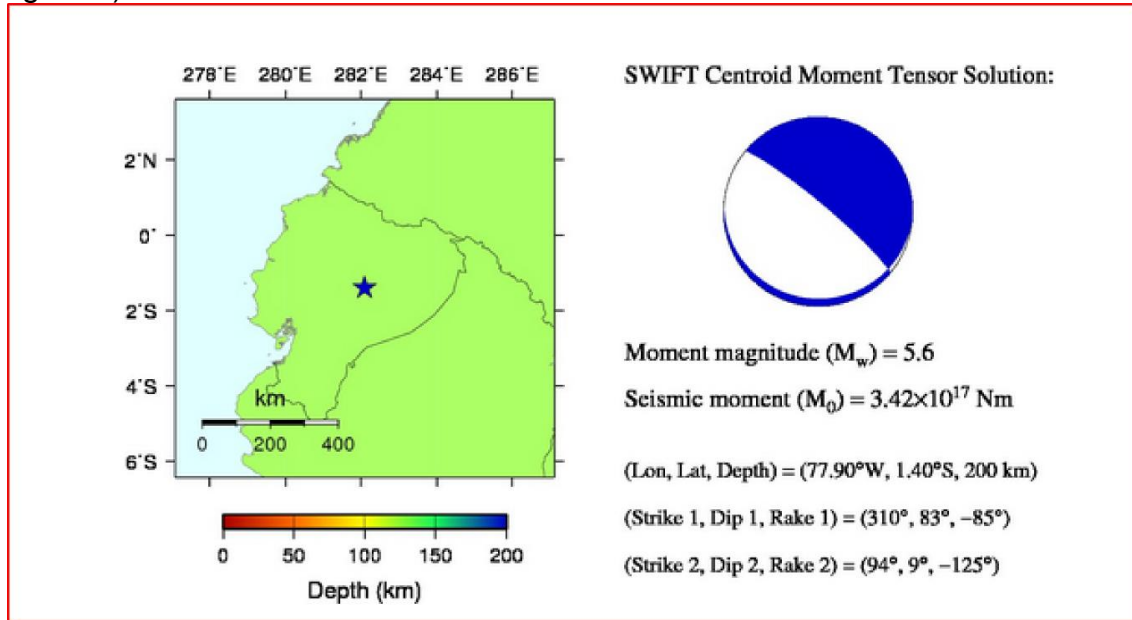 278°E 280°E 282°E 284°E 286°E
2°N
0°
2°S
4°S
6°S
km
0 200 400
0 50 100 150 200
Depth (km)
SWIFT Centroid Moment Tensor Solution:
Moment magnitude (Mw) = 5.6
Seismic moment (M0) = 3.42×10¹⁷ Nm
(Lon, Lat, Depth) = (77.90°W, 1.40°S, 200 km)
(Strike 1, Dip 1, Rake 1) = (310°, 83°, −85°)
(Strike 2, Dip 2, Rake 2) = (94°, 9°, −125°)